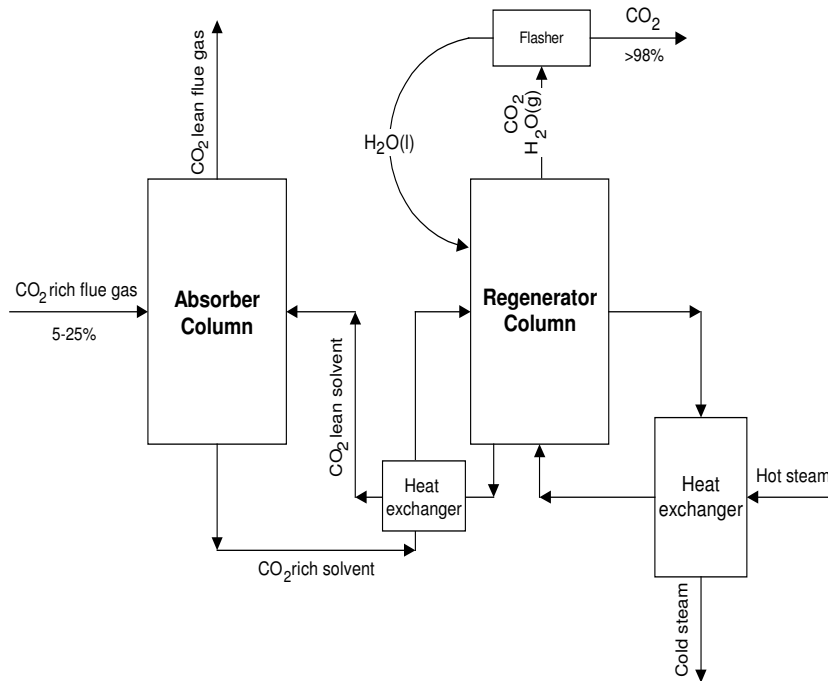 CO2
Flasher
>98%
CO2 lean flue gas
CO2
H2O(g)
H2O(l)
CO2 rich flue gas
5-25%
Absorber
Column
Regenerator
Column
CO2 lean solvent
Heat
exchanger
CO2 rich solvent
Heat
exchanger
Hot steam
Cold steam